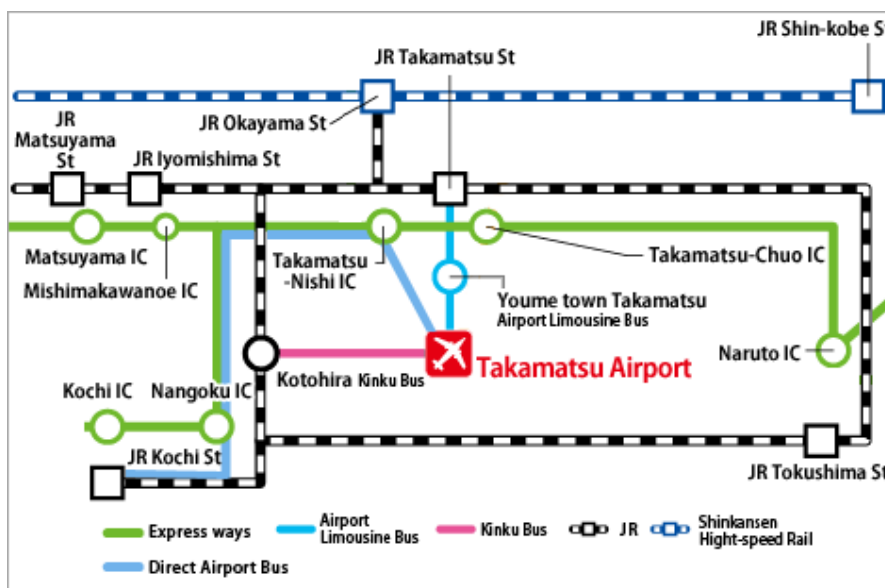 JR Shin-kobe St
JR Takamatsu St
JR Okayama St
JR
Matsuyama
St
JR Iyomishima St
Matsuyama IC
Mishimakawanoe IC
Takamatsu
-Nishi IC
Takamatsu-Chuo IC
Youme town Takamatsu
Airport Limousine Bus
Takamatsu Airport
Naruto IC
Kotohira Kinku Bus
Kochi IC
Nangoku IC
JR Kochi St
JR Tokushima St
Express ways
Airport
Limousine Bus
Kinku Bus
JR
Shinkansen
Hight-speed Rail
Direct Airport Bus